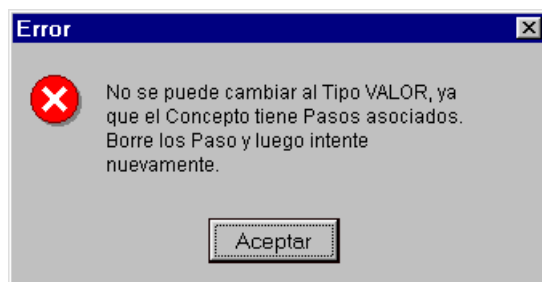 Error
No se puede cambiar al Tipo VALOR, ya
que el Concepto tiene Pasos asociados.
Borre los Paso y luego intente
nuevamente.
Aceptar